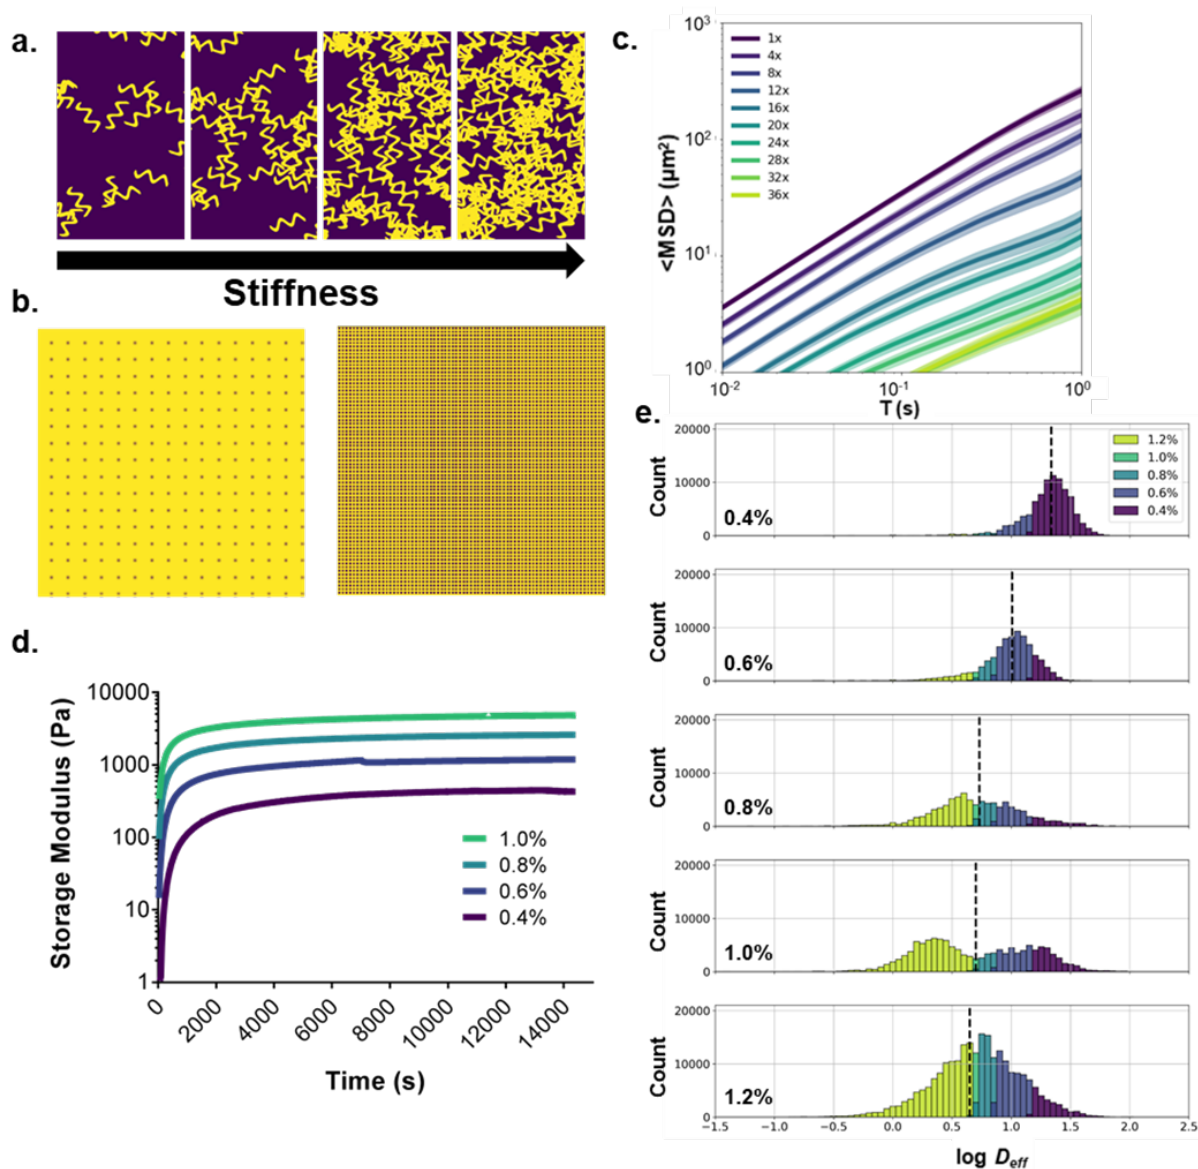 a.
Stiffness
b.
c.
<MSD> (μm²)
10³
10²
10¹
10⁰
1x
4x
8x
12x
16x
20x
24x
28x
32x
36x
10⁻² 10⁻¹ 10⁰
T (s)
d.
Storage Modulus (Pa)
10000
1000
100
10
1
1.0%
0.8%
0.6%
0.4%
0 2000 4000 6000 8000 10000 12000 14000
Time (s)
e.
Count
20000
10000
0
0.4%
1.2%
1.0%
0.8%
0.6%
0.4%
Count
20000
10000
0
0.6%
Count
20000
10000
0
0.8%
Count
20000
10000
0
1.0%
Count
20000
10000
0
1.2%
−1.5 −1.0 −0.5 0.0 0.5 1.0 1.5 2.0 2.5
log Deff